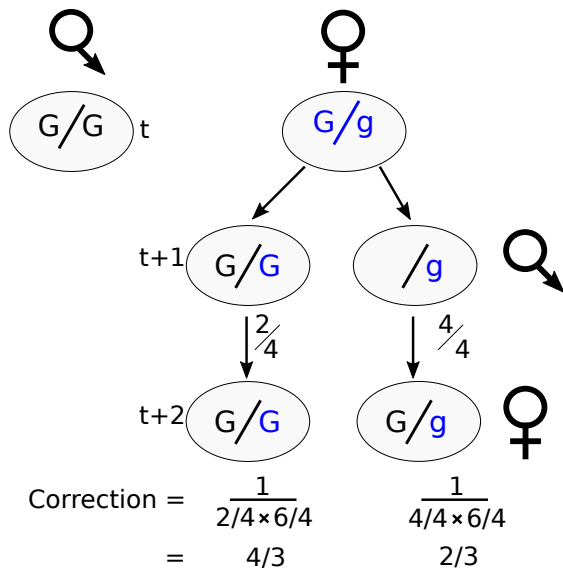 G/G t
G/g
t+1 G/G
/g
2/4
4/4
t+2 G/G
G/g
Correction = 1 / 2/4×6/4
1 / 4/4×6/4
= 4/3 2/3